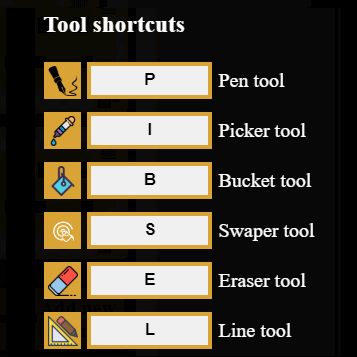 Tool shortcuts
P Pen tool
I Picker tool
B Bucket tool
S Swaper tool
E Eraser tool
L Line tool